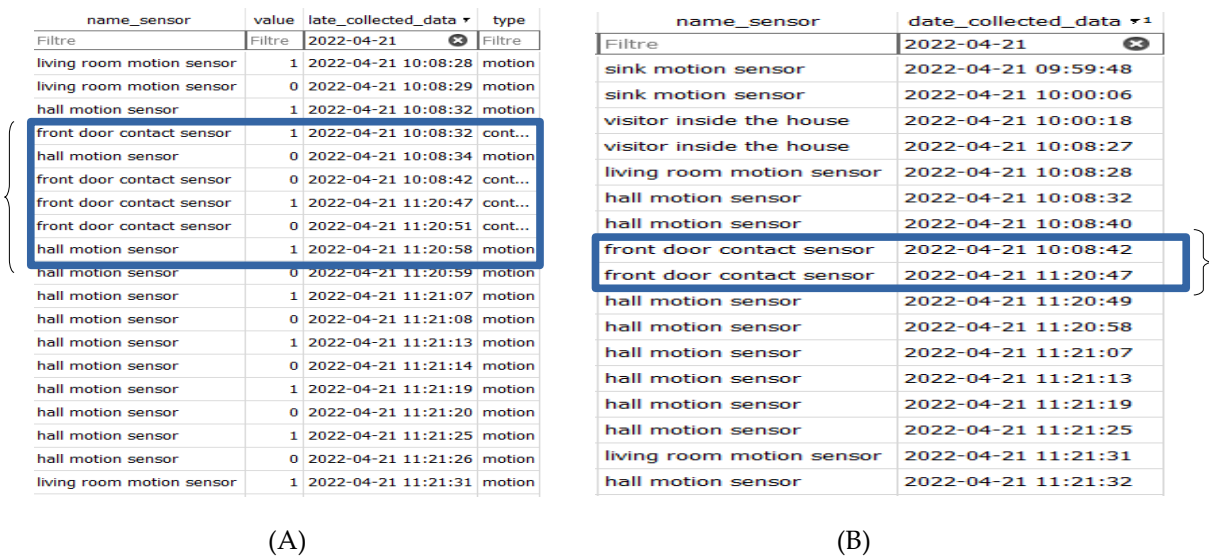 name_sensor value late_collected_data type
Filtre Filtre 2022-04-21 Filtre
living room motion sensor 1 2022-04-21 10:08:28 motion
living room motion sensor 0 2022-04-21 10:08:29 motion
hall motion sensor 1 2022-04-21 10:08:32 motion
front door contact sensor 1 2022-04-21 10:08:32 cont...
hall motion sensor 0 2022-04-21 10:08:34 motion
front door contact sensor 0 2022-04-21 10:08:42 cont...
front door contact sensor 1 2022-04-21 11:20:47 cont...
front door contact sensor 0 2022-04-21 11:20:51 cont...
hall motion sensor 1 2022-04-21 11:20:58 motion
hall motion sensor 0 2022-04-21 11:20:59 motion
hall motion sensor 1 2022-04-21 11:21:07 motion
hall motion sensor 0 2022-04-21 11:21:08 motion
hall motion sensor 1 2022-04-21 11:21:13 motion
hall motion sensor 0 2022-04-21 11:21:14 motion
hall motion sensor 1 2022-04-21 11:21:19 motion
hall motion sensor 0 2022-04-21 11:21:20 motion
hall motion sensor 1 2022-04-21 11:21:25 motion
hall motion sensor 0 2022-04-21 11:21:26 motion
living room motion sensor 1 2022-04-21 11:21:31 motion
(A)
name_sensor date_collected_data 1
Filtre 2022-04-21
sink motion sensor 2022-04-21 09:59:48
sink motion sensor 2022-04-21 10:00:06
visitor inside the house 2022-04-21 10:00:18
visitor inside the house 2022-04-21 10:08:27
living room motion sensor 2022-04-21 10:08:28
hall motion sensor 2022-04-21 10:08:32
hall motion sensor 2022-04-21 10:08:40
front door contact sensor 2022-04-21 10:08:42
front door contact sensor 2022-04-21 11:20:47
hall motion sensor 2022-04-21 11:20:49
hall motion sensor 2022-04-21 11:20:58
hall motion sensor 2022-04-21 11:21:07
hall motion sensor 2022-04-21 11:21:13
hall motion sensor 2022-04-21 11:21:19
hall motion sensor 2022-04-21 11:21:25
living room motion sensor 2022-04-21 11:21:31
hall motion sensor 2022-04-21 11:21:32
(B)